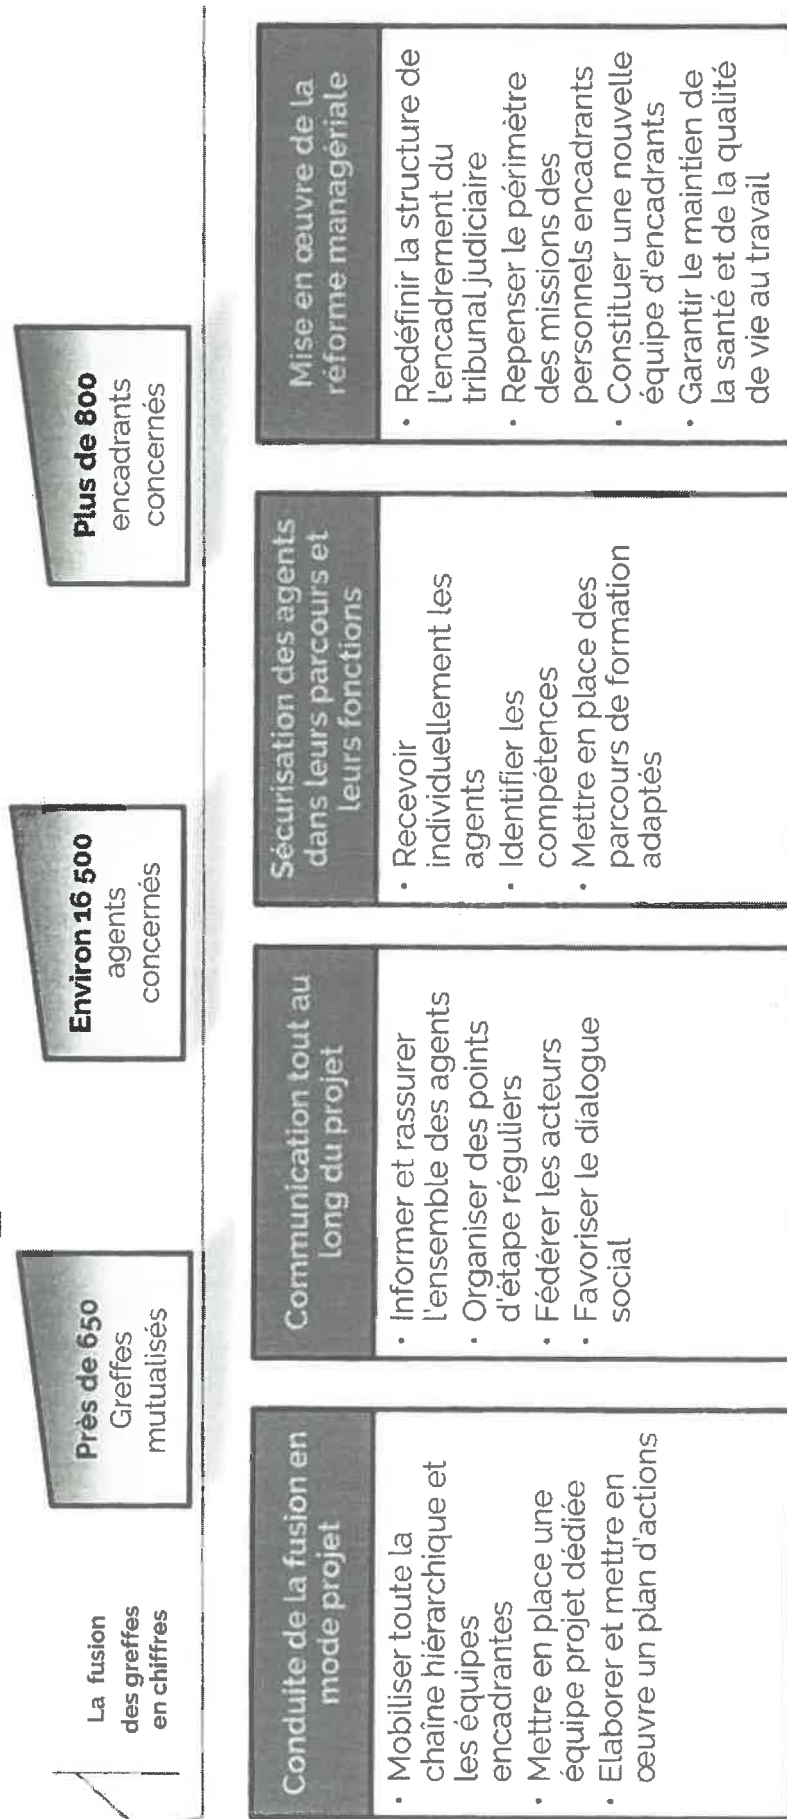 La fusion
des greffes
en chiffres
Près de 650
Greffes
mutualisés
Environ 16 500
agents
concernés
Plus de 800
encadrants
concernés
Conduite de la fusion en
mode projet
• Mobiliser toute la
chaîne hiérarchique et
les équipes
encadrantes
• Mettre en place une
équipe projet dédiée
• Elaborer et mettre en
œuvre un plan d'actions
Communication tout au
long du projet
• Informer et rassurer
l'ensemble des agents
• Organiser des points
d'étape réguliers
• Fédérer les acteurs
• Favoriser le dialogue
social
Sécurisation des agents
dans leurs parcours et
leurs fonctions
• Recevoir
individuellement les
agents
• Identifier les
compétences
• Mettre en place des
parcours de formation
adaptés
Mise en œuvre de la
réforme managériale
• Redéfinir la structure de
l'encadrement du
tribunal judiciaire
• Repenser le périmètre
des missions des
personnels encadrants
• Constituer une nouvelle
équipe d'encadrants
• Garantir le maintien de
la santé et de la qualité
de vie au travail